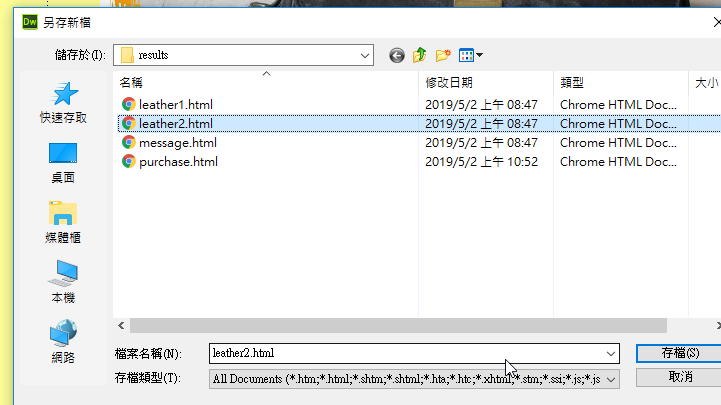 Dw 另存新檔
儲存於(I): results
名稱 修改日期 類型 大小
leather1.html 2019/5/2 上午 08:47 Chrome HTML Doc...
leather2.html 2019/5/2 上午 08:47 Chrome HTML Doc...
message.html 2019/5/2 上午 08:47 Chrome HTML Doc...
purchase.html 2019/5/2 上午 10:52 Chrome HTML Doc...
快速存取
桌面
媒體櫃
本機
網路
檔案名稱(N): leather2.html 存檔(S)
存檔類型(T): All Documents (*.htm;*.html;*.shtm;*.shtml;*.hta;*.htc;*.xhtml;*.stm;*.ssi;*.js;*.js 取消